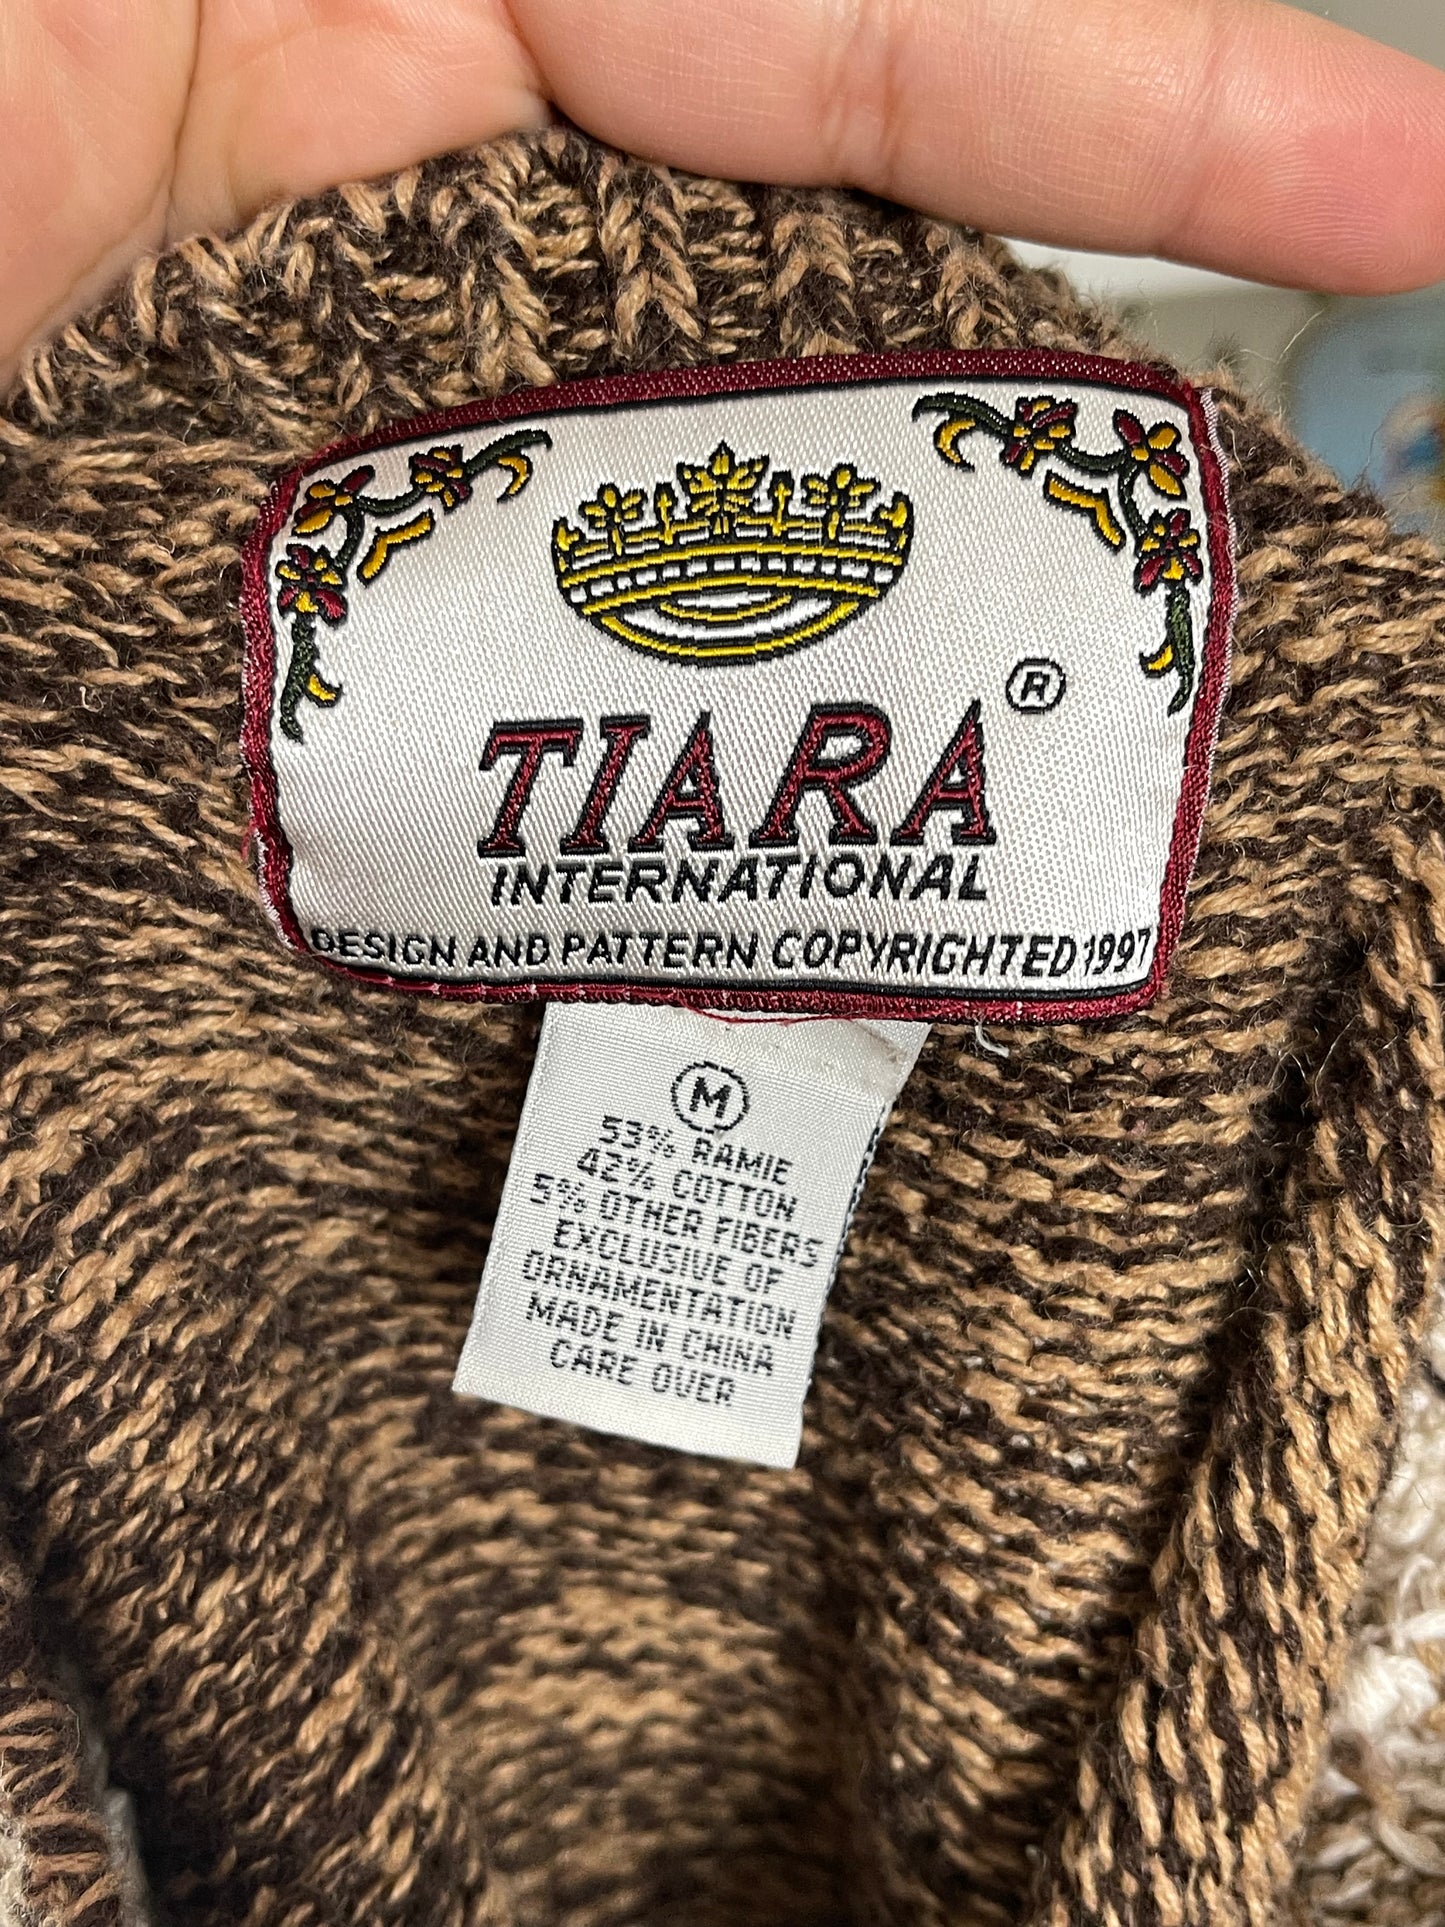 TIARA ®
INTERNATIONAL
DESIGN AND PATTERN COPYRIGHTED 1997
M
53% RAMIE
42% COTTON
5% OTHER FIBERS
EXCLUSIVE OF
ORNAMENTATION
MADE IN CHINA
CARE OVER